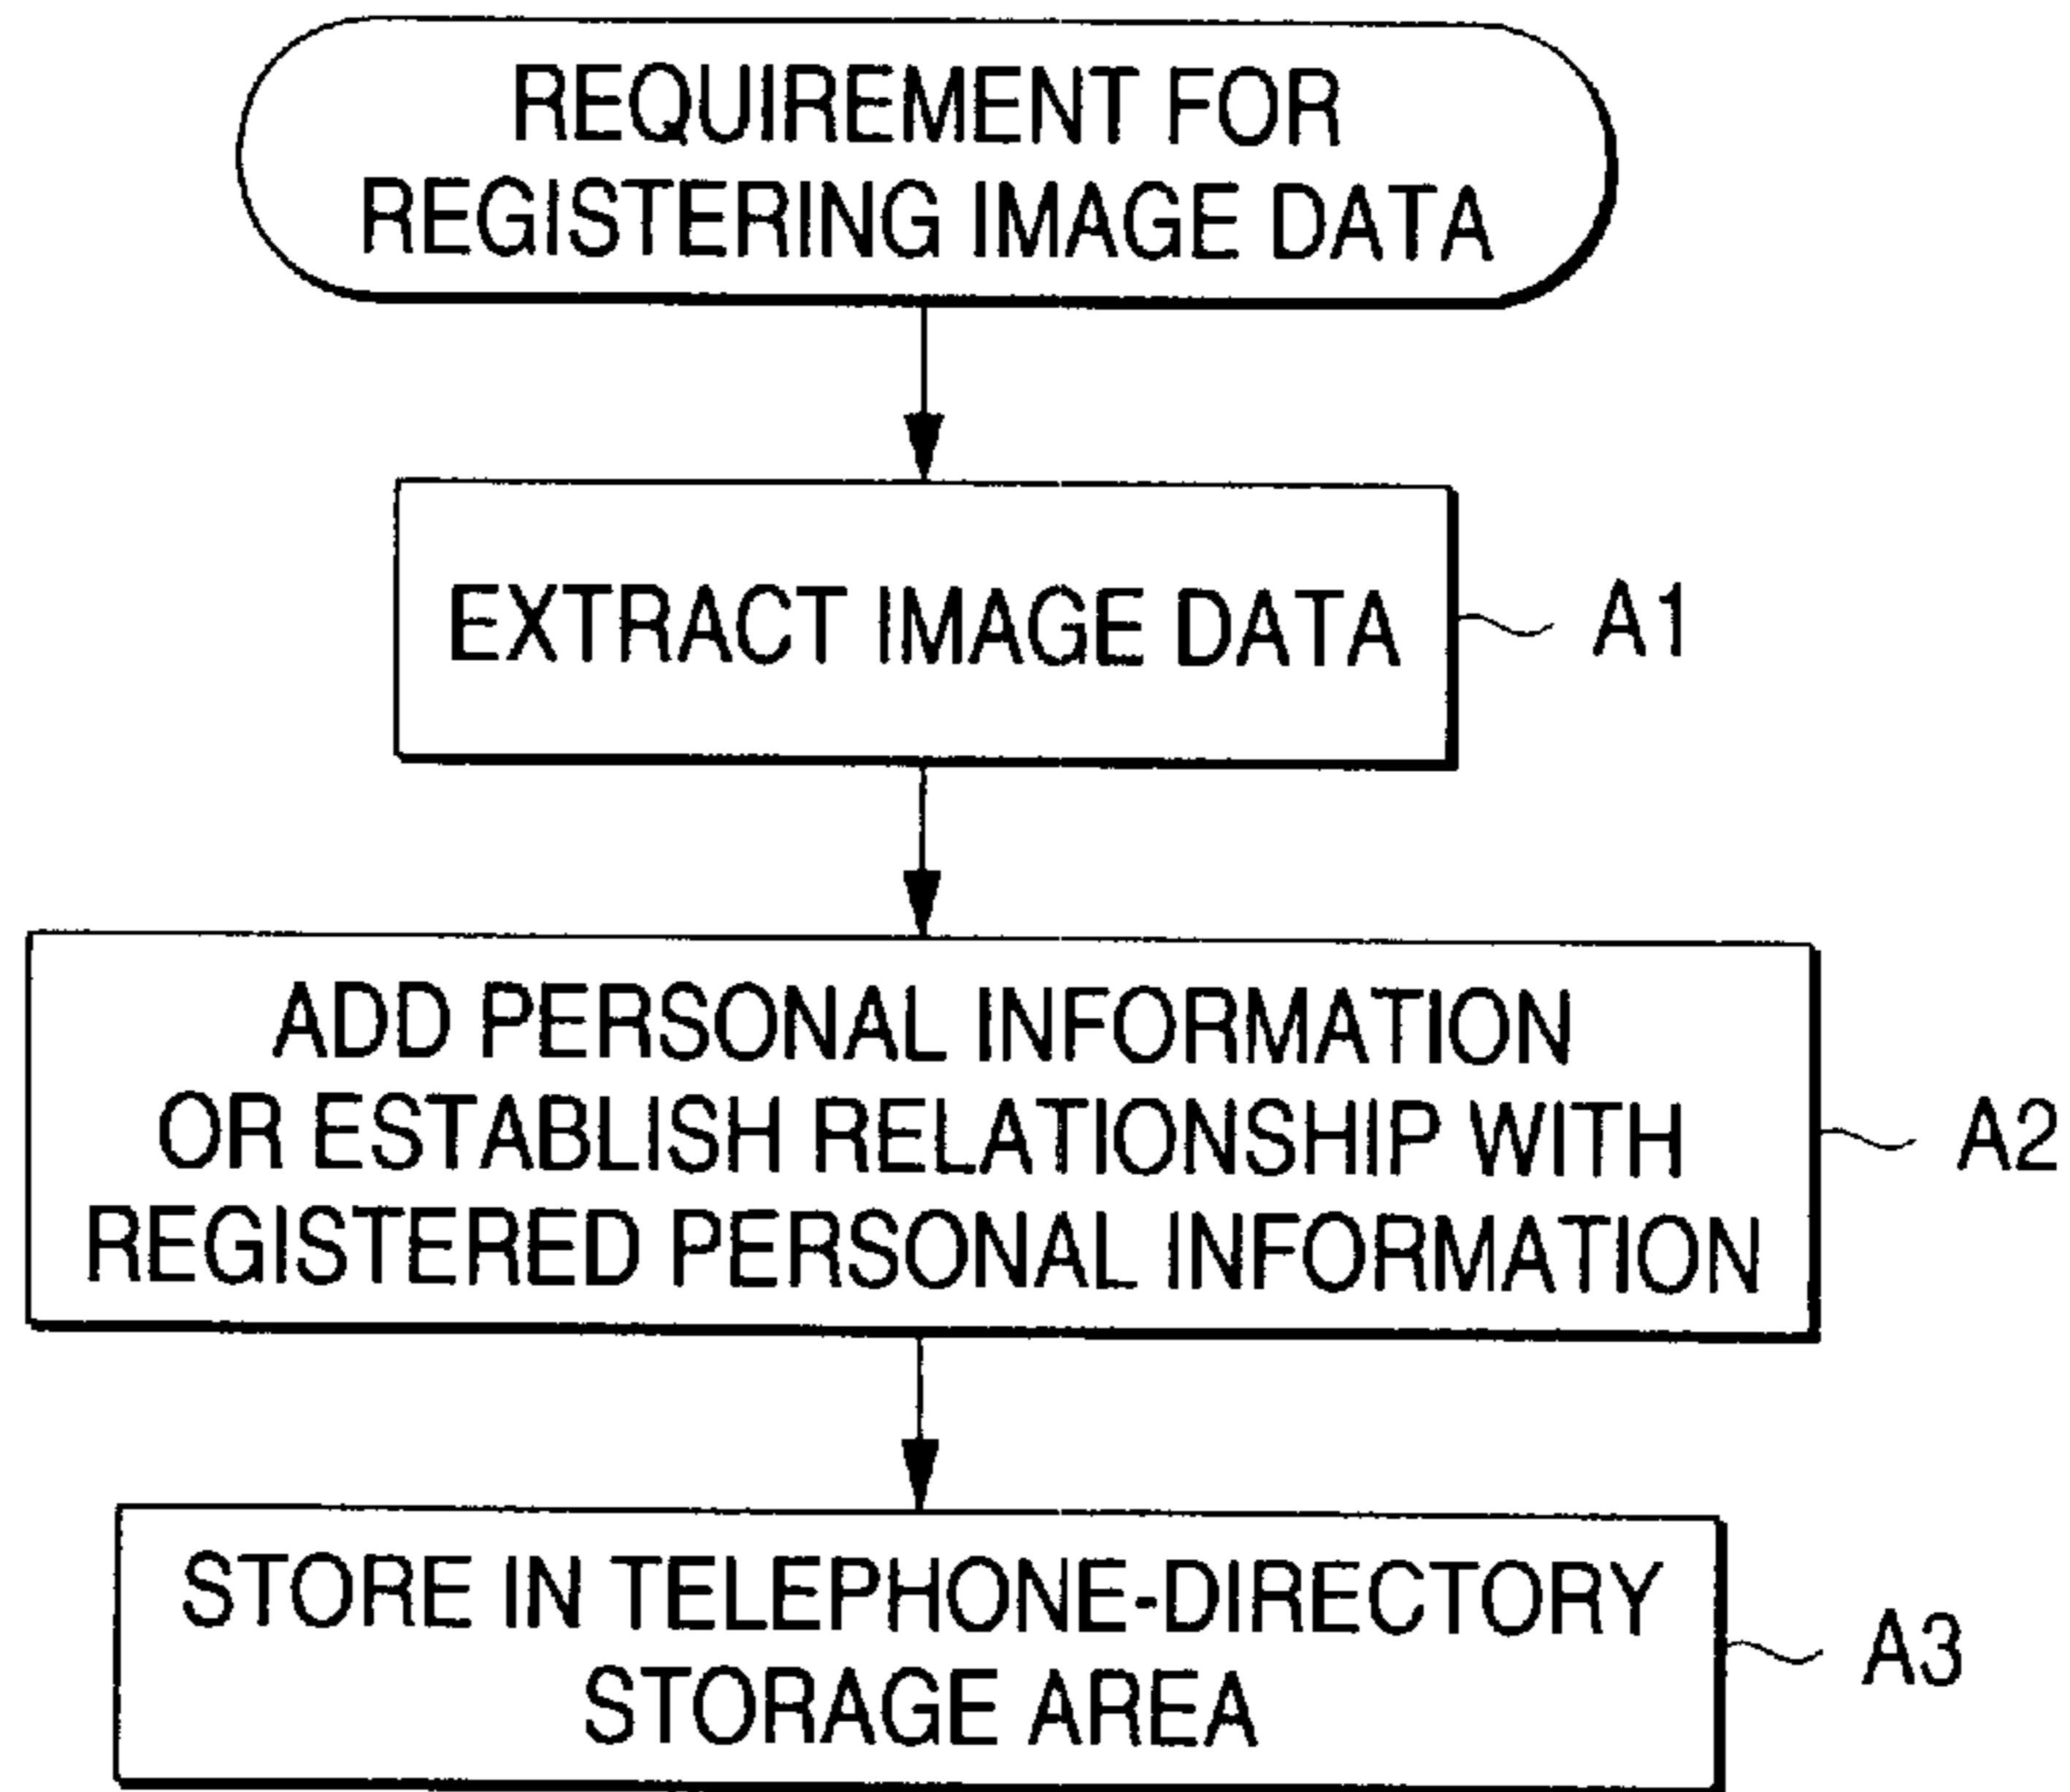 REQUIREMENT FOR
REGISTERING IMAGE DATA
EXTRACT IMAGE DATA
A1
ADD PERSONAL INFORMATION
OR ESTABLISH RELATIONSHIP WITH
REGISTERED PERSONAL INFORMATION
A2
STORE IN TELEPHONE-DIRECTORY
STORAGE AREA
A3